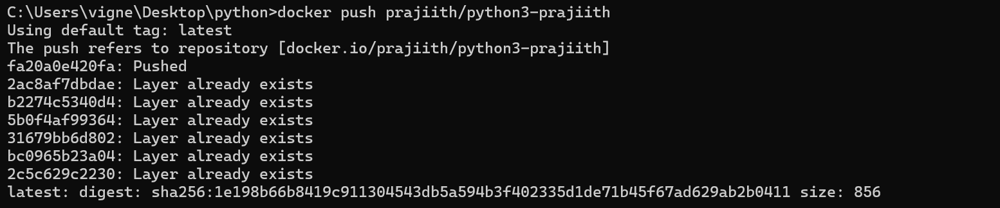 C:\Users\vigne\Desktop\python>docker push prajiith/python3-prajiith
Using default tag: latest
The push refers to repository [docker.io/prajiith/python3-prajiith]
fa20a0e420fa: Pushed
2ac8af7dbdae: Layer already exists
b2274c5340d4: Layer already exists
5b0f4af99364: Layer already exists
31679bb6d802: Layer already exists
bc0965b23a04: Layer already exists
2c5c629c2230: Layer already exists
latest: digest: sha256:1e198b66b8419c911304543db5a594b3f402335d1de71b45f67ad629ab2b0411 size: 856